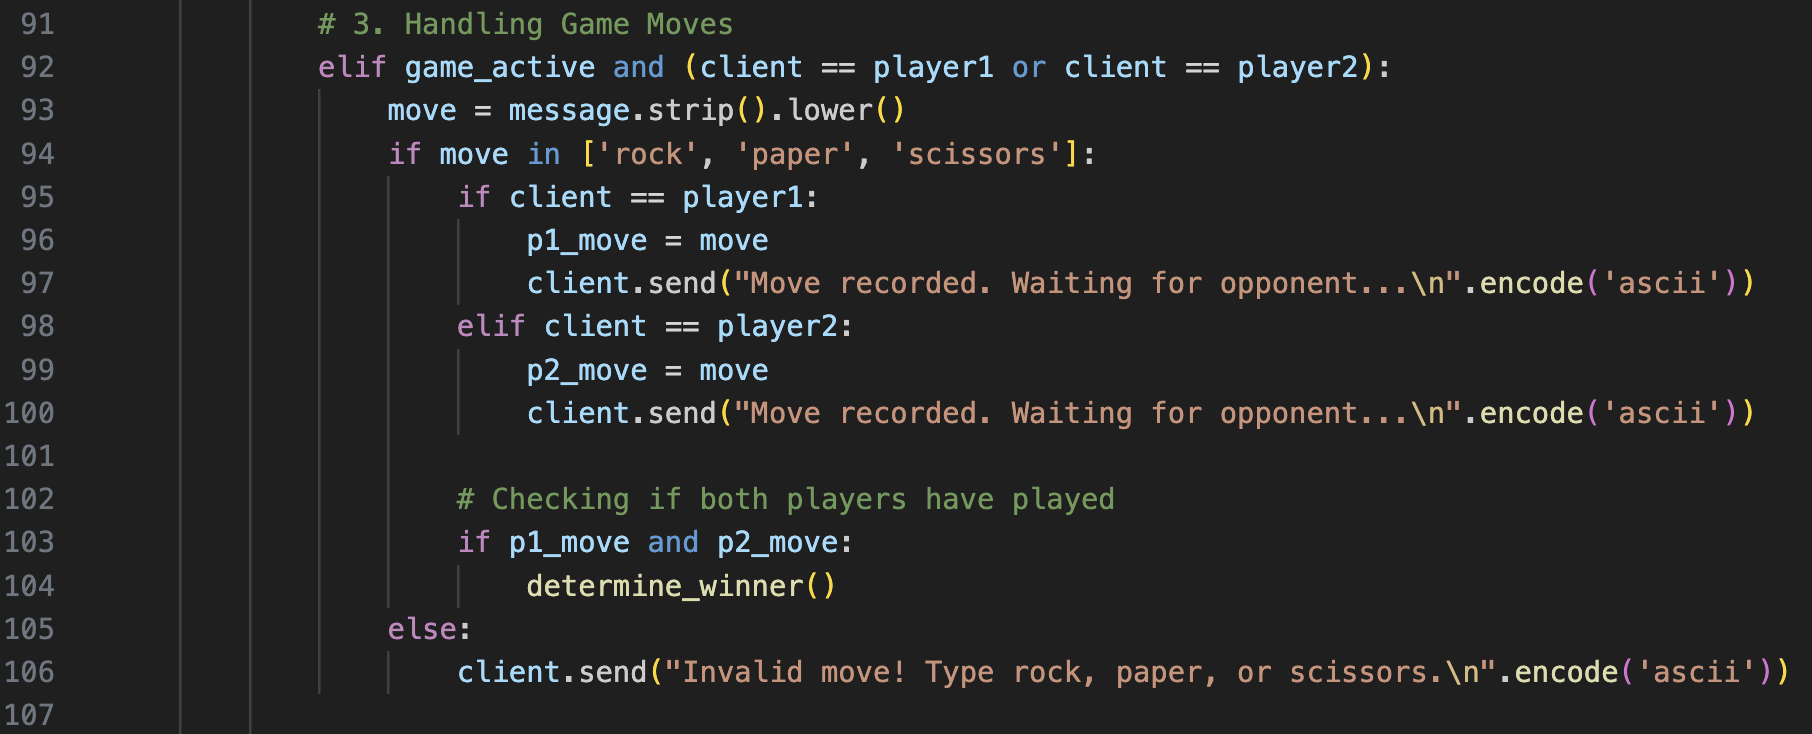 91 # 3. Handling Game Moves
92 elif game_active and (client == player1 or client == player2):
93 move = message.strip().lower()
94 if move in ['rock', 'paper', 'scissors']:
95 if client == player1:
96 p1_move = move
97 client.send("Move recorded. Waiting for opponent...\n".encode('ascii'))
98 elif client == player2:
99 p2_move = move
100 client.send("Move recorded. Waiting for opponent...\n".encode('ascii'))
101
102 # Checking if both players have played
103 if p1_move and p2_move:
104 determine_winner()
105 else:
106 client.send("Invalid move! Type rock, paper, or scissors.\n".encode('ascii'))
107